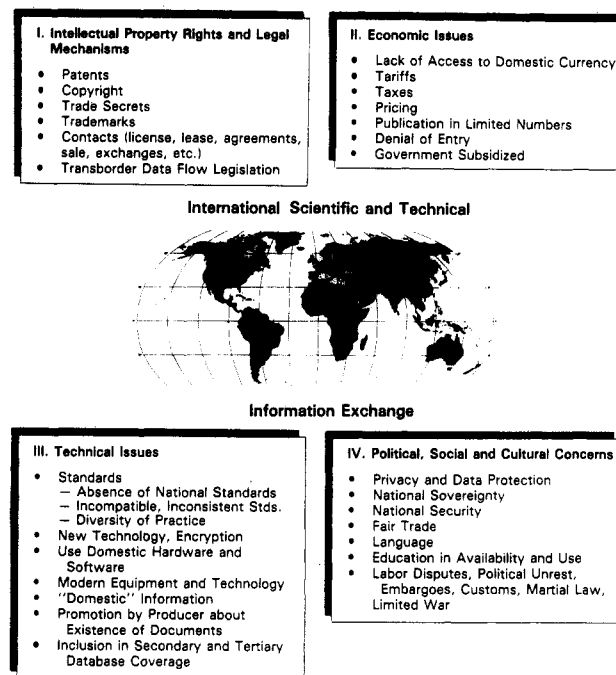 I. Intellectual Property Rights and Legal
Mechanisms
• Patents
• Copyright
• Trade Secrets
• Trademarks
• Contacts (license, lease, agreements,
sale, exchanges, etc.)
• Transborder Data Flow Legislation
II. Economic Issues
• Lack of Access to Domestic Currency
• Tariffs
• Taxes
• Pricing
• Publication in Limited Numbers
• Denial of Entry
• Government Subsidized
International Scientific and Technical
Information Exchange
III. Technical Issues
• Standards
— Absence of National Standards
— Incompatible, Inconsistent Stds.
— Diversity of Practice
• New Technology, Encryption
• Use Domestic Hardware and
Software
• Modern Equipment and Technology
• "Domestic" Information
• Promotion by Producer about
Existence of Documents
• Inclusion in Secondary and Tertiary
Database Coverage
IV. Political, Social and Cultural Concerns
• Privacy and Data Protection
• National Sovereignty
• National Security
• Fair Trade
• Language
• Education in Availability and Use
• Labor Disputes, Political Unrest,
Embargoes, Customs, Martial Law,
Limited War